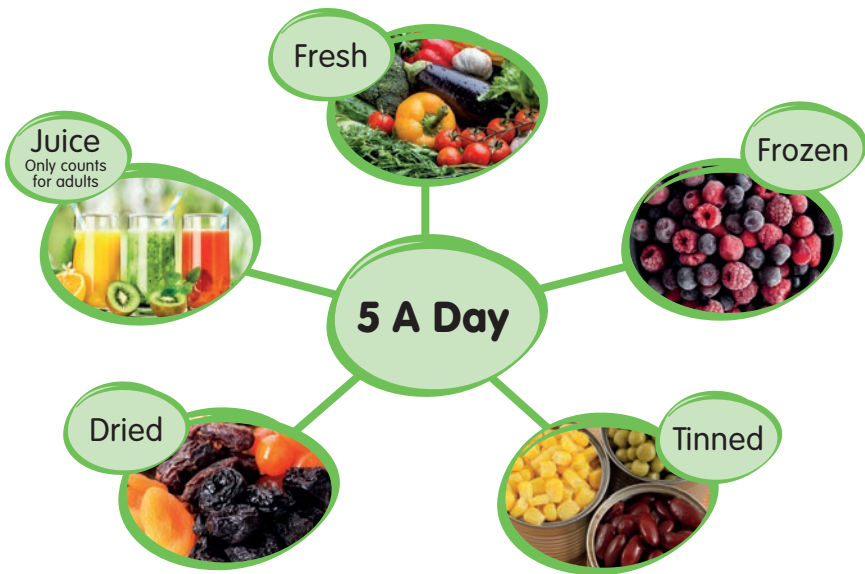 Fresh
Juice
Only counts
for adults
Frozen
5 A Day
Dried
Tinned